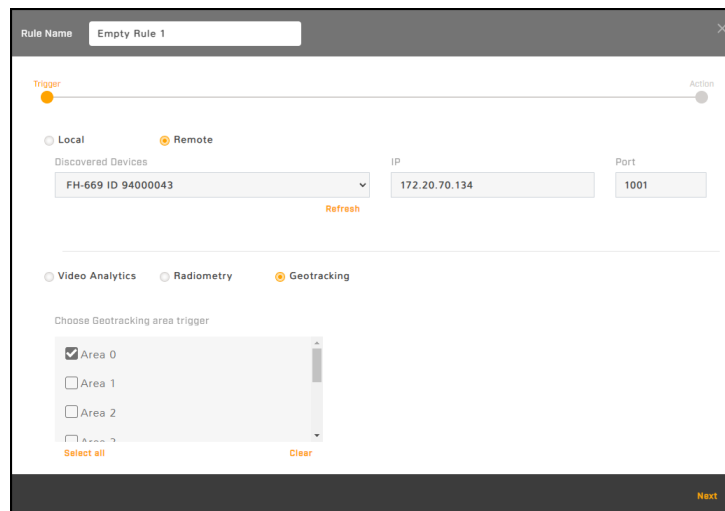 Rule Name Empty Rule 1
Trigger Action
Local Remote
Discovered Devices IP Port
FH-669 ID 94000043 172.20.70.134 1001
Refresh
Video Analytics Radiometry Geotracking
Choose Geotracking area trigger
Area 0
Area 1
Area 2
Select all Clear
Next